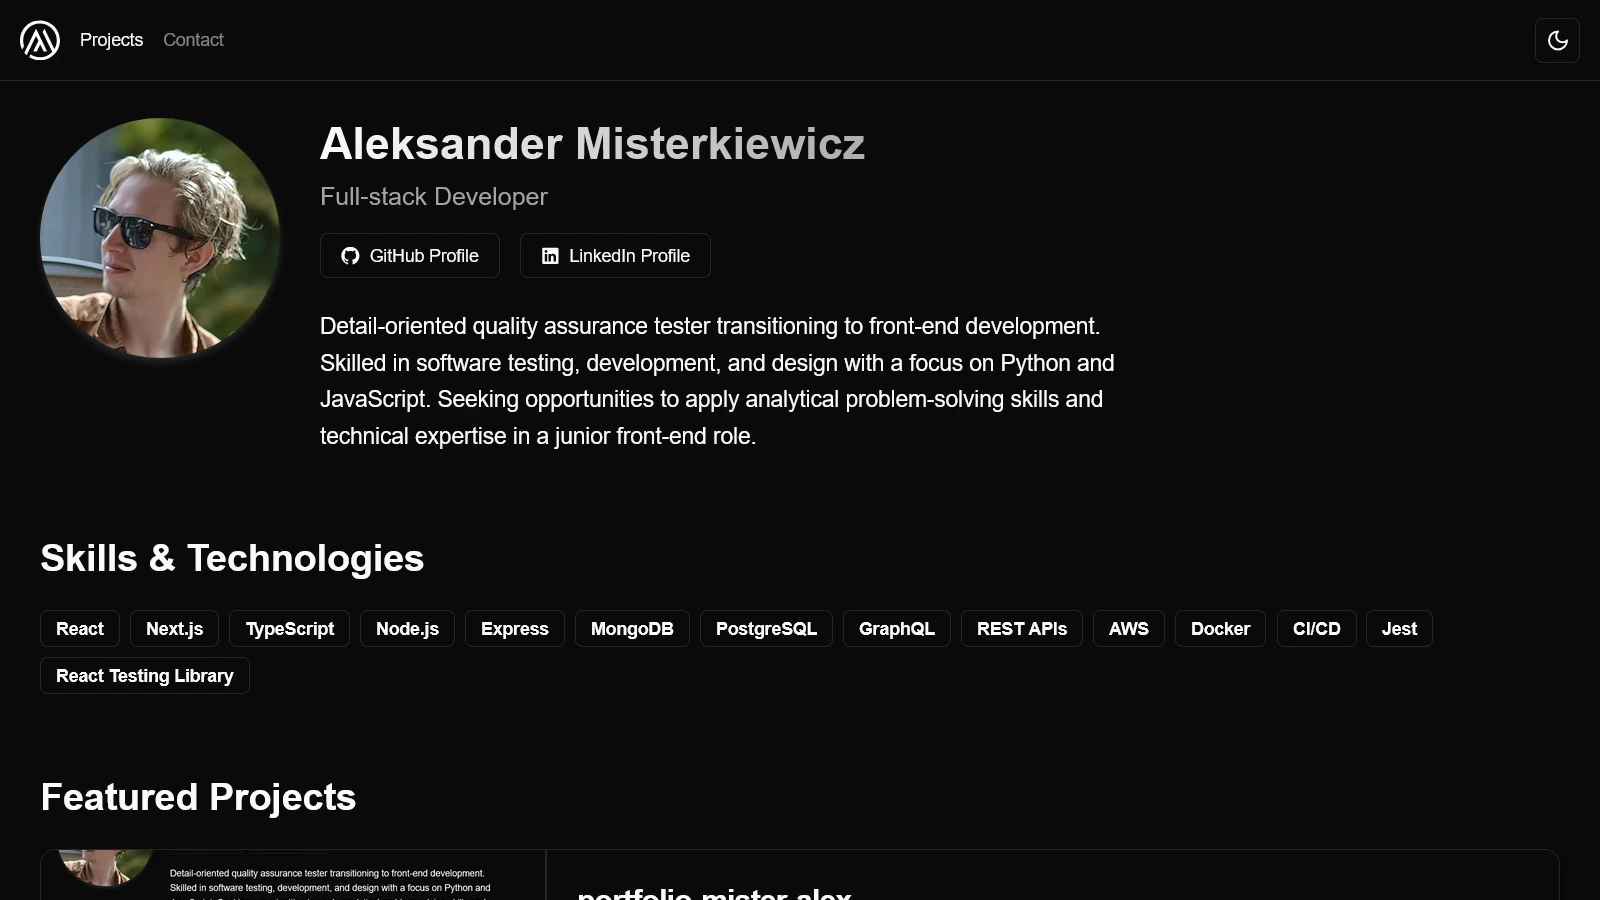 Projects Contact
Aleksander Misterkiewicz
Full-stack Developer
GitHub Profile LinkedIn Profile
Detail-oriented quality assurance tester transitioning to front-end development.
Skilled in software testing, development, and design with a focus on Python and
JavaScript. Seeking opportunities to apply analytical problem-solving skills and
technical expertise in a junior front-end role.
Skills & Technologies
React Next.js TypeScript Node.js Express MongoDB PostgreSQL GraphQL REST APIs AWS Docker CI/CD Jest
React Testing Library
Featured Projects
Detail-oriented quality assurance tester transitioning to front-end development.
Skilled in software testing, development, and design with a focus on Python and
portfolio-mister-alex